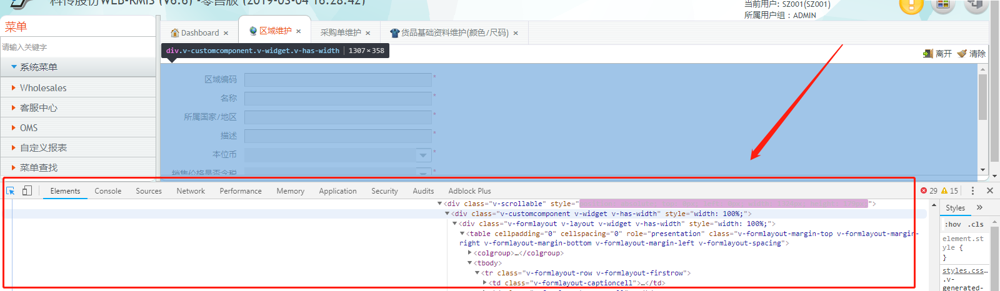 科传股份WEB-RMIS (V6.6) -零售版 (2019-03-04 16:28:42)
当前用户: SZ001(SZ001)
所属用户组：ADMIN
菜单
Dashboard ×
区域维护 ×
采购单维护 ×
货品基础资料维护(颜色/尺码) ×
请输入关键字
div.v-customcomponent.v-widget.v-has-width | 1307×358
离开 清除
系统菜单
Wholesales
客服中心
OMS
自定义报表
菜单查找
区域编码 *
名称 *
所属国家/地区 *
描述 *
本位币 *
销售价格是否含税 *
Elements Console Sources Network Performance Memory Application Security Audits Adblock Plus 29 15
<div class="v-scrollable" style=" ">
<div class="v-customcomponent v-widget v-has-width" style="width: 100%;">
<div class="v-formlayout v-layout v-widget v-has-width" style="width: 100%;">
<table cellpadding="0" cellspacing="0" role="presentation" class="v-formlayout-margin-top v-formlayout-margin-
right v-formlayout-margin-bottom v-formlayout-margin-left v-formlayout-spacing">
<colgroup>…</colgroup>
<tbody>
<tr class="v-formlayout-row v-formlayout-firstrow">
<td class="v-formlayout-captioncell">…</td>
Styles »
:hov .cls
element.st
yle {
}
styles.css…
.v-
generated-